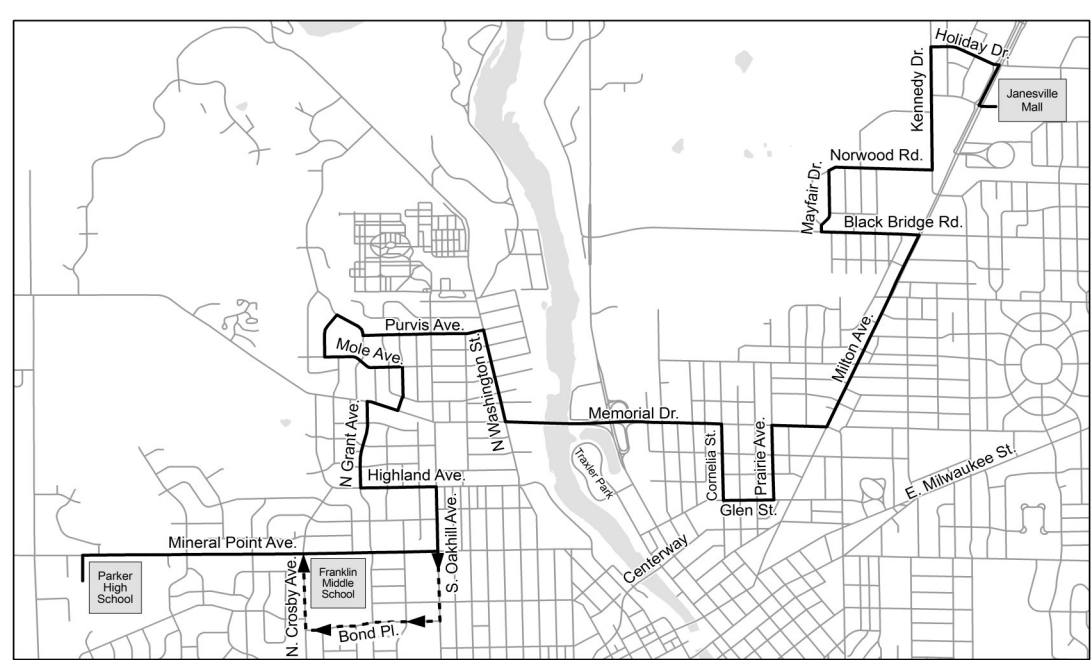 Holiday Dr.
Kennedy Dr.
Janesville
Mall
Norwood Rd.
Mayfair Dr.
Black Bridge Rd.
Purvis Ave.
Mole Ave.
N Washington St.
Milton Ave.
Memorial Dr.
N Grant Ave.
Cornelia St.
Prairie Ave.
Traxler Park
Highland Ave.
E. Milwaukee St.
Glen St.
S. Oakhill Ave.
Mineral Point Ave.
Centerway
Parker
High
School
N. Crosby Ave.
Franklin
Middle
School
Bond Pl.